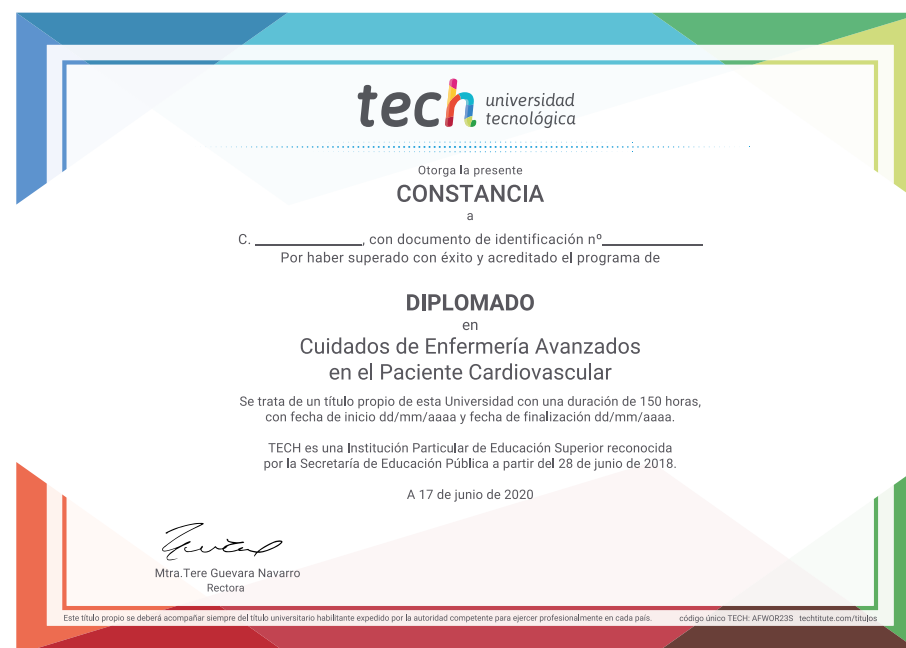 tech universidad
tecnológica
Otorga la presente
CONSTANCIA
a
C. ______________, con documento de identificación nº_____________
Por haber superado con éxito y acreditado el programa de
DIPLOMADO
en
Cuidados de Enfermería Avanzados
en el Paciente Cardiovascular
Se trata de un título propio de esta Universidad con una duración de 150 horas,
con fecha de inicio dd/mm/aaaa y fecha de finalización dd/mm/aaaa.
TECH es una Institución Particular de Educación Superior reconocida
por la Secretaría de Educación Pública a partir del 28 de junio de 2018.
A 17 de junio de 2020
Mtra.Tere Guevara Navarro
Rectora
Este título propio se deberá acompañar siempre del título universitario habilitante expedido por la autoridad competente para ejercer profesionalmente en cada país. código único TECH: AFWOR23S techtitute.com/titulos